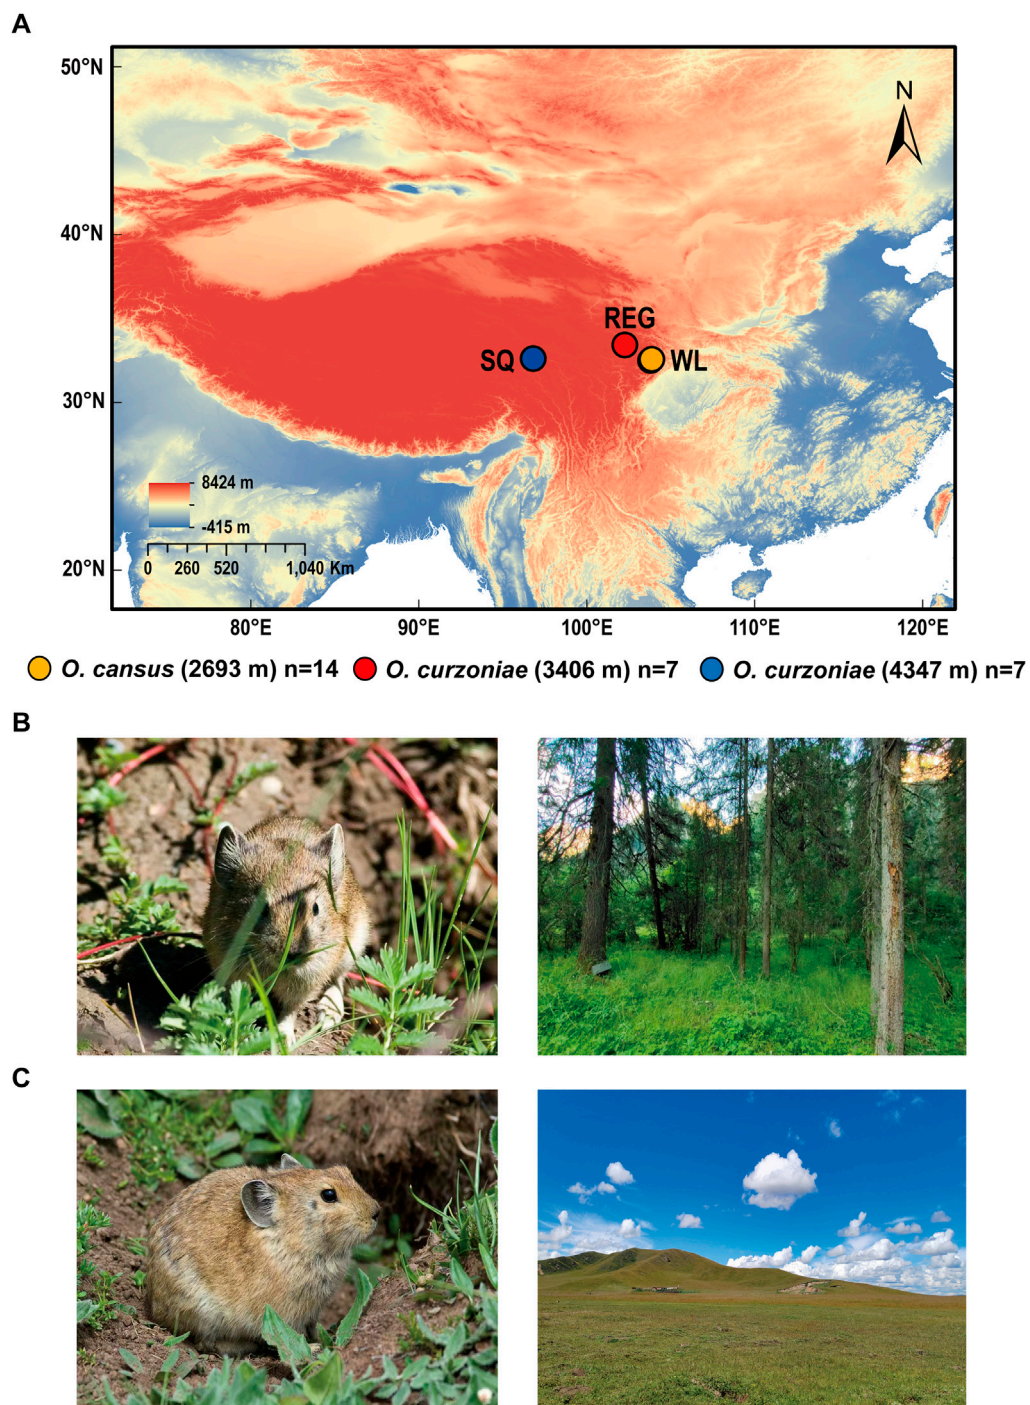 A
50°N
N
40°N
REG
SQ
WL
30°N
8424 m
-415 m
0 260 520 1,040 Km
20°N
80°E 90°E 100°E 110°E 120°E
O. cansus (2693 m) n=14 O. curzoniae (3406 m) n=7 O. curzoniae (4347 m) n=7
B
C